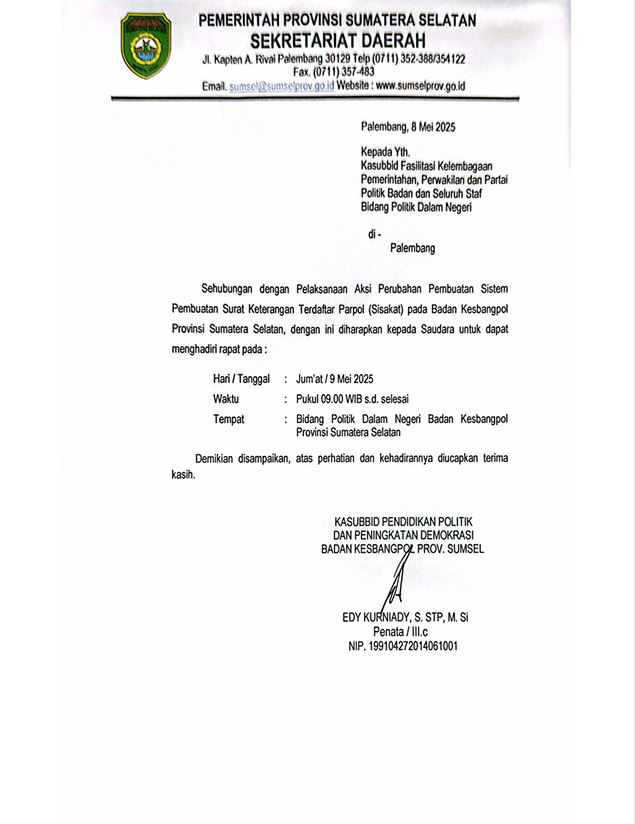 PEMERINTAH PROVINSI SUMATERA SELATAN
SEKRETARIAT DAERAH
Jl. Kapten A. Rivai Palembang 30129 Telp (0711) 352-388/354122
Fax. (0711) 357-483
Email. sumsel@sumselprov.go.id Website : www.sumselprov.go.id
SUMATERA SELATAN
Palembang, 8 Mei 2025
Kepada Yth.
Kasubbid Fasilitasi Kelembagaan
Pemerintahan, Perwakilan dan Partai
Politik Badan dan Seluruh Staf
Bidang Politik Dalam Negeri
di -
Palembang
Sehubungan dengan Pelaksanaan Aksi Perubahan Pembuatan Sistem
Pembuatan Surat Keterangan Terdaftar Parpol (Sisakat) pada Badan Kesbangpol
Provinsi Sumatera Selatan, dengan ini diharapkan kepada Saudara untuk dapat
menghadiri rapat pada :
Hari / Tanggal : Jum'at / 9 Mei 2025
Waktu : Pukul 09.00 WIB s.d. selesai
Tempat : Bidang Politik Dalam Negeri Badan Kesbangpol
Provinsi Sumatera Selatan
Demikian disampaikan, atas perhatian dan kehadirannya diucapkan terima
kasih.
KASUBBID PENDIDIKAN POLITIK
DAN PENINGKATAN DEMOKRASI
BADAN KESBANGPOL PROV. SUMSEL
EDY KURNIADY, S. STP, M. Si
Penata / III.c
NIP. 199104272014061001